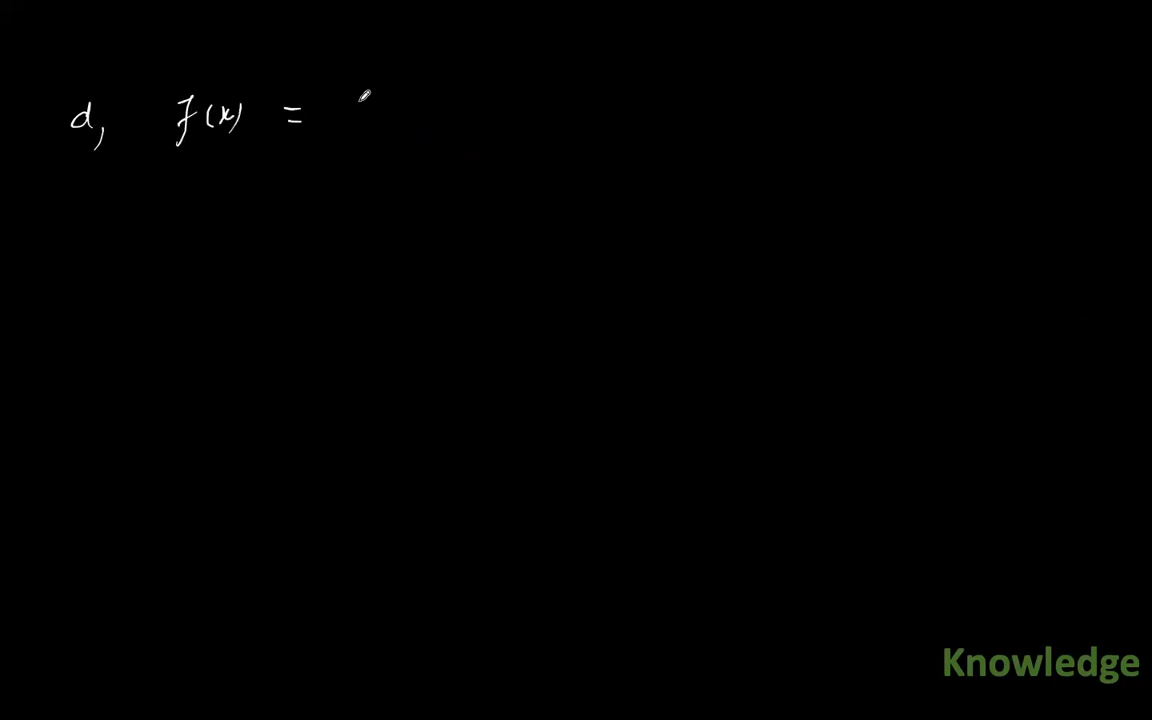 d, f(x) =
Knowledge